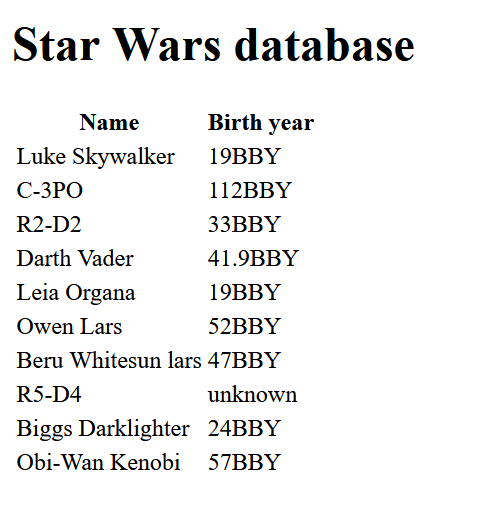 Star Wars database
Name Birth year
Luke Skywalker 19BBY
C-3PO 112BBY
R2-D2 33BBY
Darth Vader 41.9BBY
Leia Organa 19BBY
Owen Lars 52BBY
Beru Whitesun lars 47BBY
R5-D4 unknown
Biggs Darklighter 24BBY
Obi-Wan Kenobi 57BBY